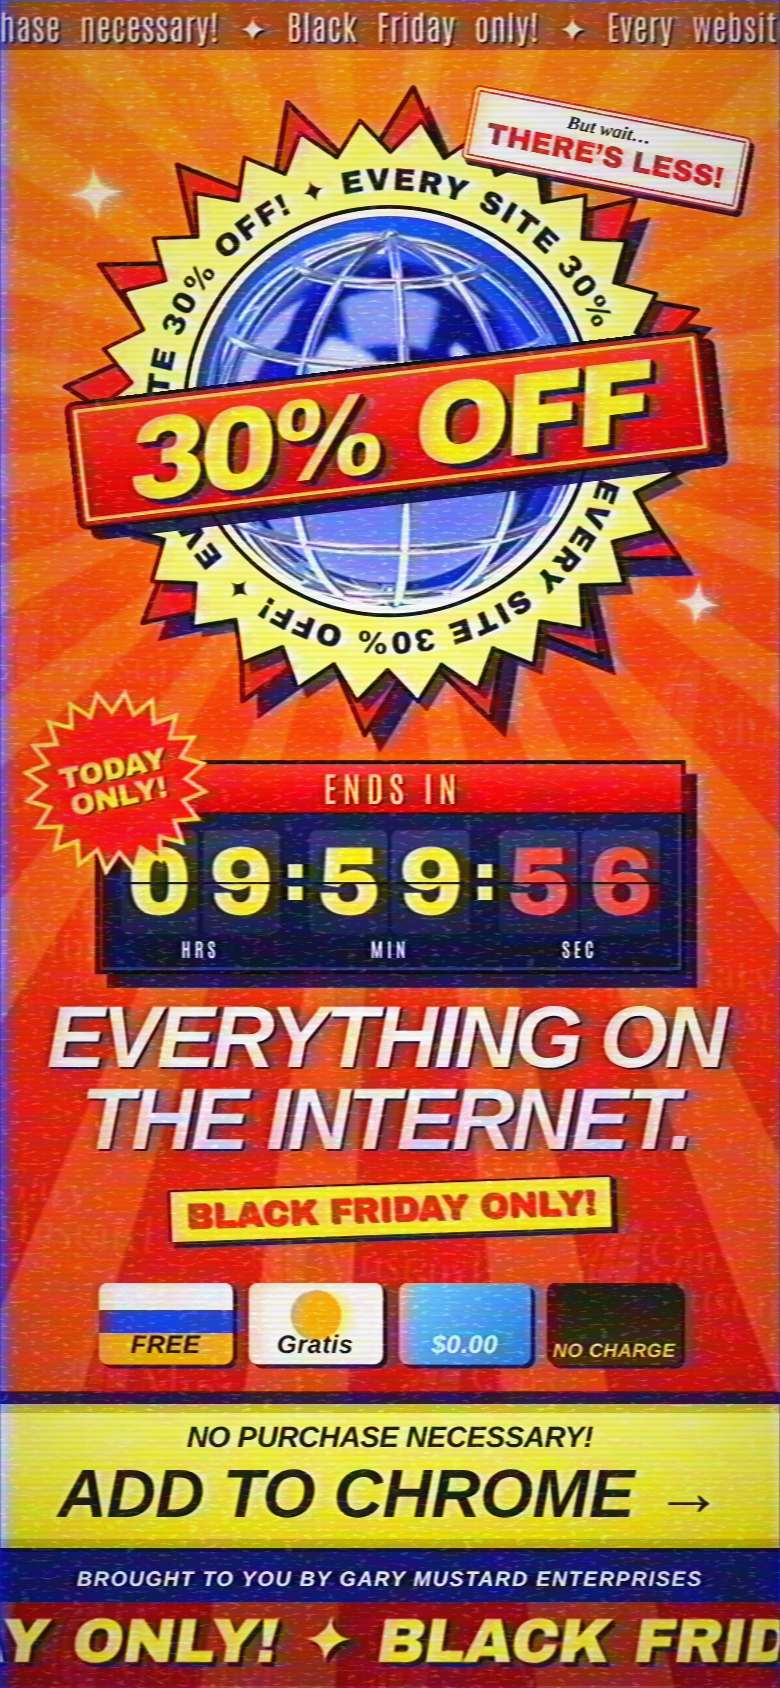 hase necessary! ✦ Black Friday only! ✦ Every websit
But wait...
THERE'S LESS!
TE 30% OFF! ✦ EVERY SITE 30%
EVERY SITE 30% OFF! ✦ EV
30% OFF
TODAY
ONLY!
ENDS IN
09:59:56
HRS MIN SEC
EVERYTHING ON
THE INTERNET.
BLACK FRIDAY ONLY!
FREE Gratis $0.00 NO CHARGE
NO PURCHASE NECESSARY!
ADD TO CHROME →
BROUGHT TO YOU BY GARY MUSTARD ENTERPRISES
AY ONLY! ✦ BLACK FRID